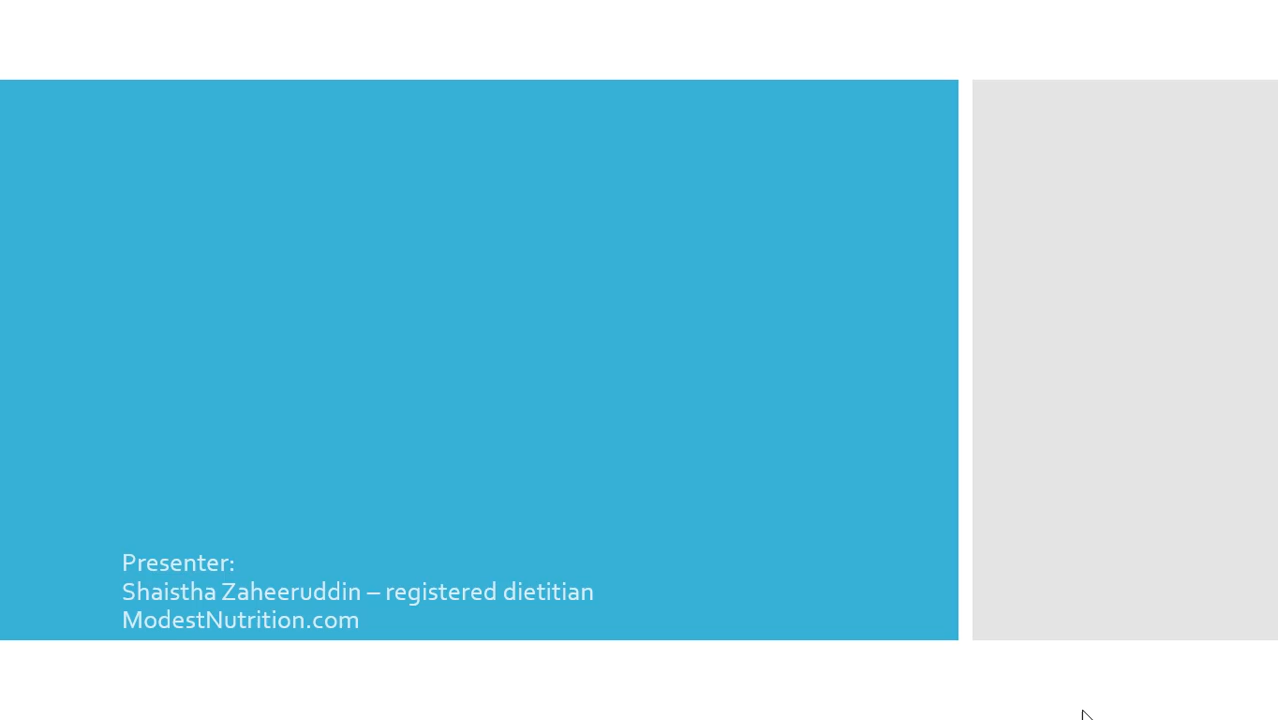 Presenter:
Shaistha Zaheeruddin – registered dietitian
ModestNutrition.com